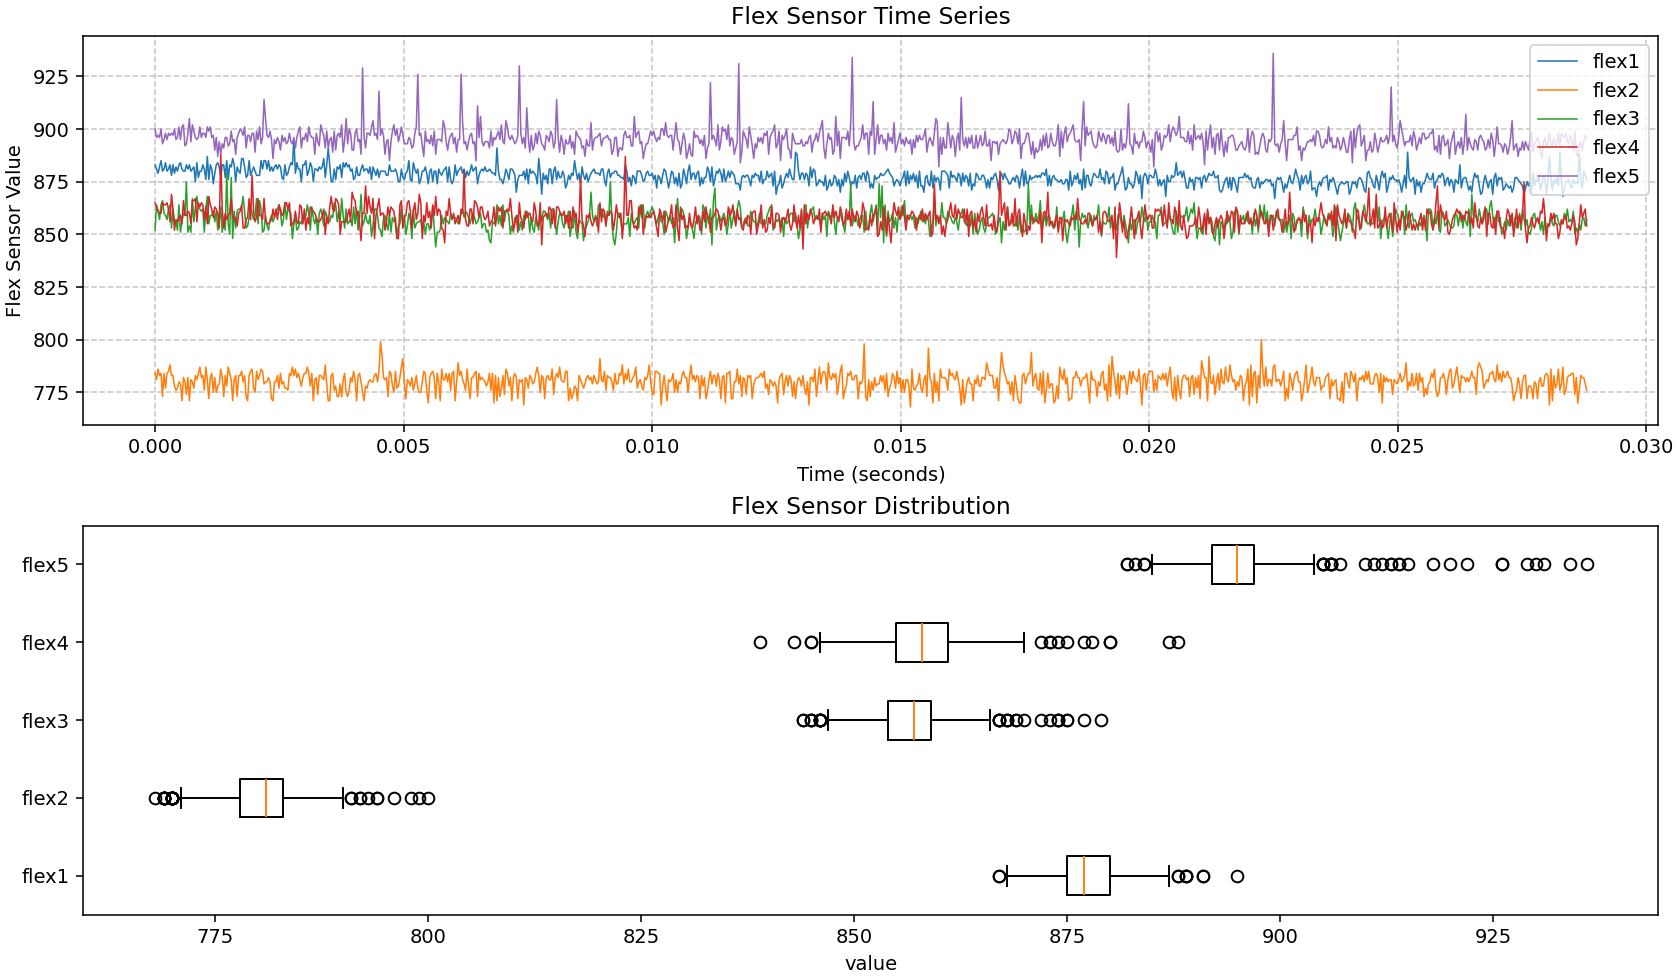 Flex Sensor Time Series
Flex Sensor Value
925
900
875
850
825
800
775
flex1
flex2
flex3
flex4
flex5
0.000 0.005 0.010 0.015 0.020 0.025 0.030
Time (seconds)
Flex Sensor Distribution
flex5
flex4
flex3
flex2
flex1
775 800 825 850 875 900 925
value